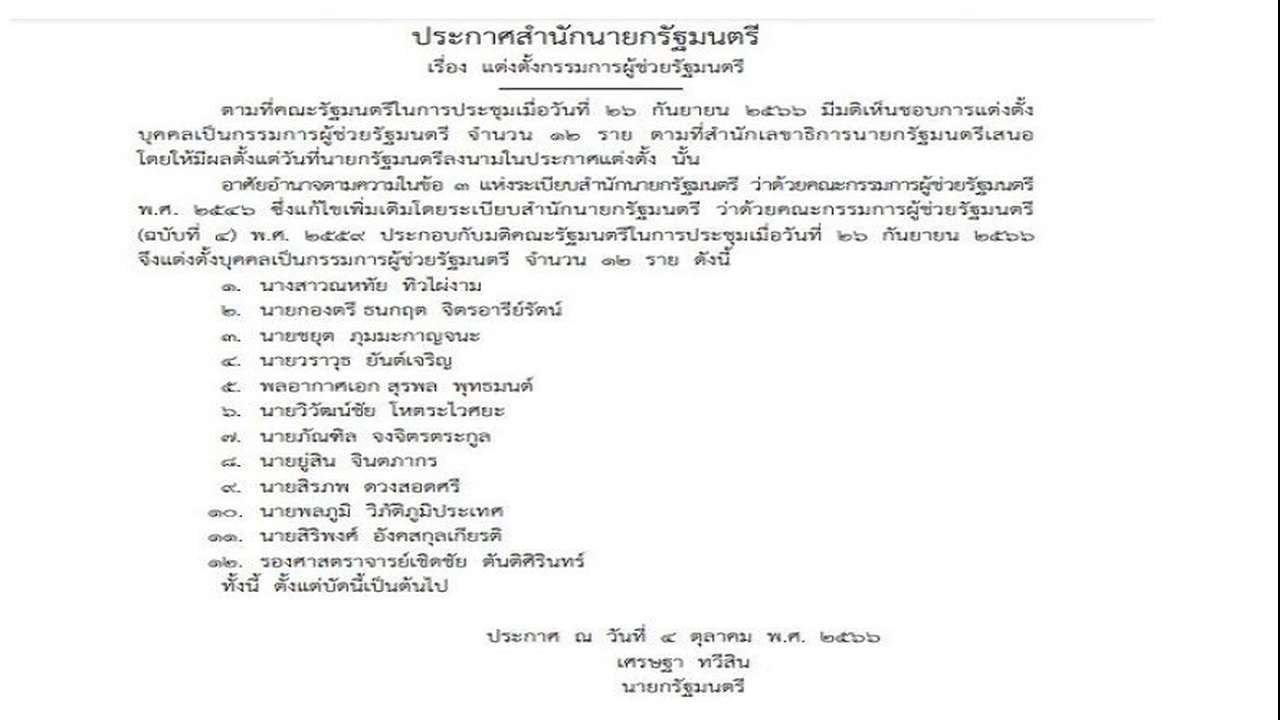 ประกาศสำนักนายกรัฐมนตรี
เรื่อง แต่งตั้งกรรมการผู้ช่วยรัฐมนตรี
ตามที่คณะรัฐมนตรีในการประชุมเมื่อวันที่ ๒๖ กันยายน ๒๕๖๖ มีมติเห็นชอบการแต่งตั้ง
บุคคลเป็นกรรมการผู้ช่วยรัฐมนตรี จำนวน ๑๒ ราย ตามที่สำนักเลขาธิการนายกรัฐมนตรีเสนอ
โดยให้มีผลตั้งแต่วันที่นายกรัฐมนตรีลงนามในประกาศแต่งตั้ง นั้น
อาศัยอำนาจตามความในข้อ ๓ แห่งระเบียบสำนักนายกรัฐมนตรี ว่าด้วยคณะกรรมการผู้ช่วยรัฐมนตรี
พ.ศ. ๒๕๔๖ ซึ่งแก้ไขเพิ่มเติมโดยระเบียบสำนักนายกรัฐมนตรี ว่าด้วยคณะกรรมการผู้ช่วยรัฐมนตรี
(ฉบับที่ ๔) พ.ศ. ๒๕๕๙ ประกอบกับมติคณะรัฐมนตรีในการประชุมเมื่อวันที่ ๒๖ กันยายน ๒๕๖๖
จึงแต่งตั้งบุคคลเป็นกรรมการผู้ช่วยรัฐมนตรี จำนวน ๑๒ ราย ดังนี้
๑. นางสาวณหทัย ทิวไผ่งาม
๒. นายกองตรี ธนกฤต จิตรอารีย์รัตน์
๓. นายชยุต ภุมมะกาญจนะ
๔. นายวราวุธ ยันต์เจริญ
๕. พลอากาศเอก สุรพล พุทธมนต์
๖. นายวิวัฒน์ชัย โหตระไวศยะ
๗. นายภัณฑิล จงจิตรตระกูล
๘. นายยู่สิน จินตภากร
๙. นายสิรภพ ดวงสอดศรี
๑๐. นายพลภูมิ วิภัติภูมิประเทศ
๑๑. นายสิริพงศ์ อังคสกุลเกียรติ
๑๒. รองศาสตราจารย์เชิดชัย ตันติศิรินทร์
ทั้งนี้ ตั้งแต่บัดนี้เป็นต้นไป
ประกาศ ณ วันที่ ๔ ตุลาคม พ.ศ. ๒๕๖๖
เศรษฐา ทวีสิน
นายกรัฐมนตรี